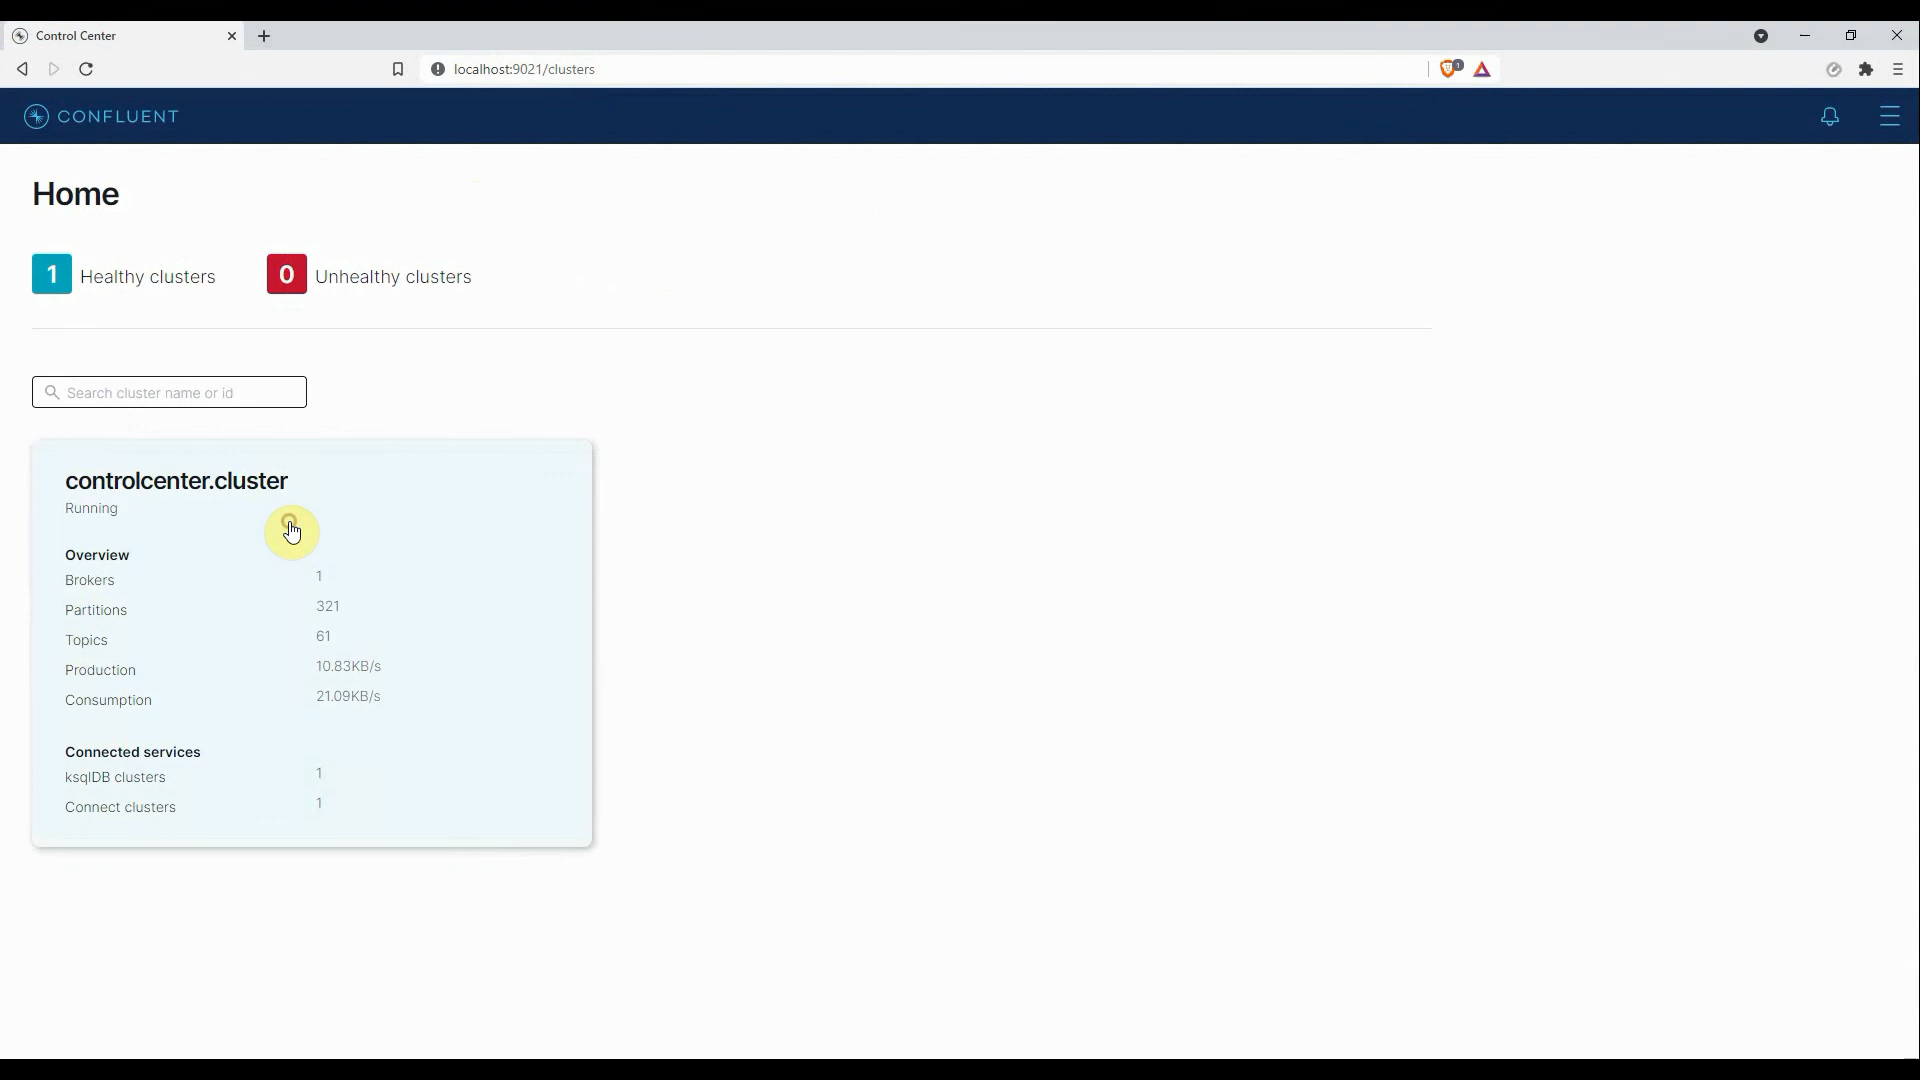 Control Center
localhost:9021/clusters
1
CONFLUENT
Home
1 Healthy clusters
0 Unhealthy clusters
Search cluster name or id
controlcenter.cluster
Running
Overview
Brokers 1
Partitions 321
Topics 61
Production 10.83KB/s
Consumption 21.09KB/s
Connected services
ksqlDB clusters 1
Connect clusters 1